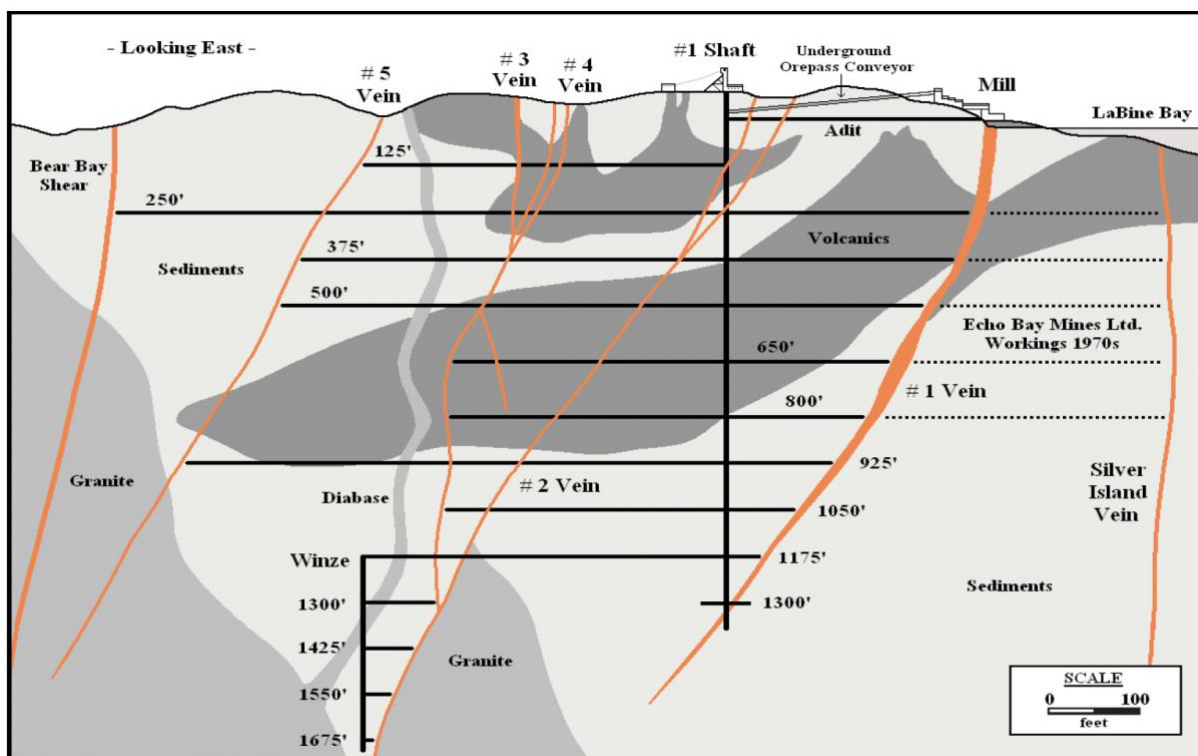 - Looking East -
#1 Shaft
Underground
Orepass Conveyor
# 3
Vein
# 4
Vein
# 5
Vein
Mill
LaBine Bay
Adit
Bear Bay
Shear
125'
250'
Volcanics
375'
Sediments
500'
Echo Bay Mines Ltd.
Workings 1970s
650'
# 1 Vein
800'
925'
Granite
# 2 Vein
Silver
Island
Vein
Diabase
1050'
Winze
1175'
Sediments
1300'
1300'
1425'
Granite
1550'
1675'
SCALE
0 100
feet